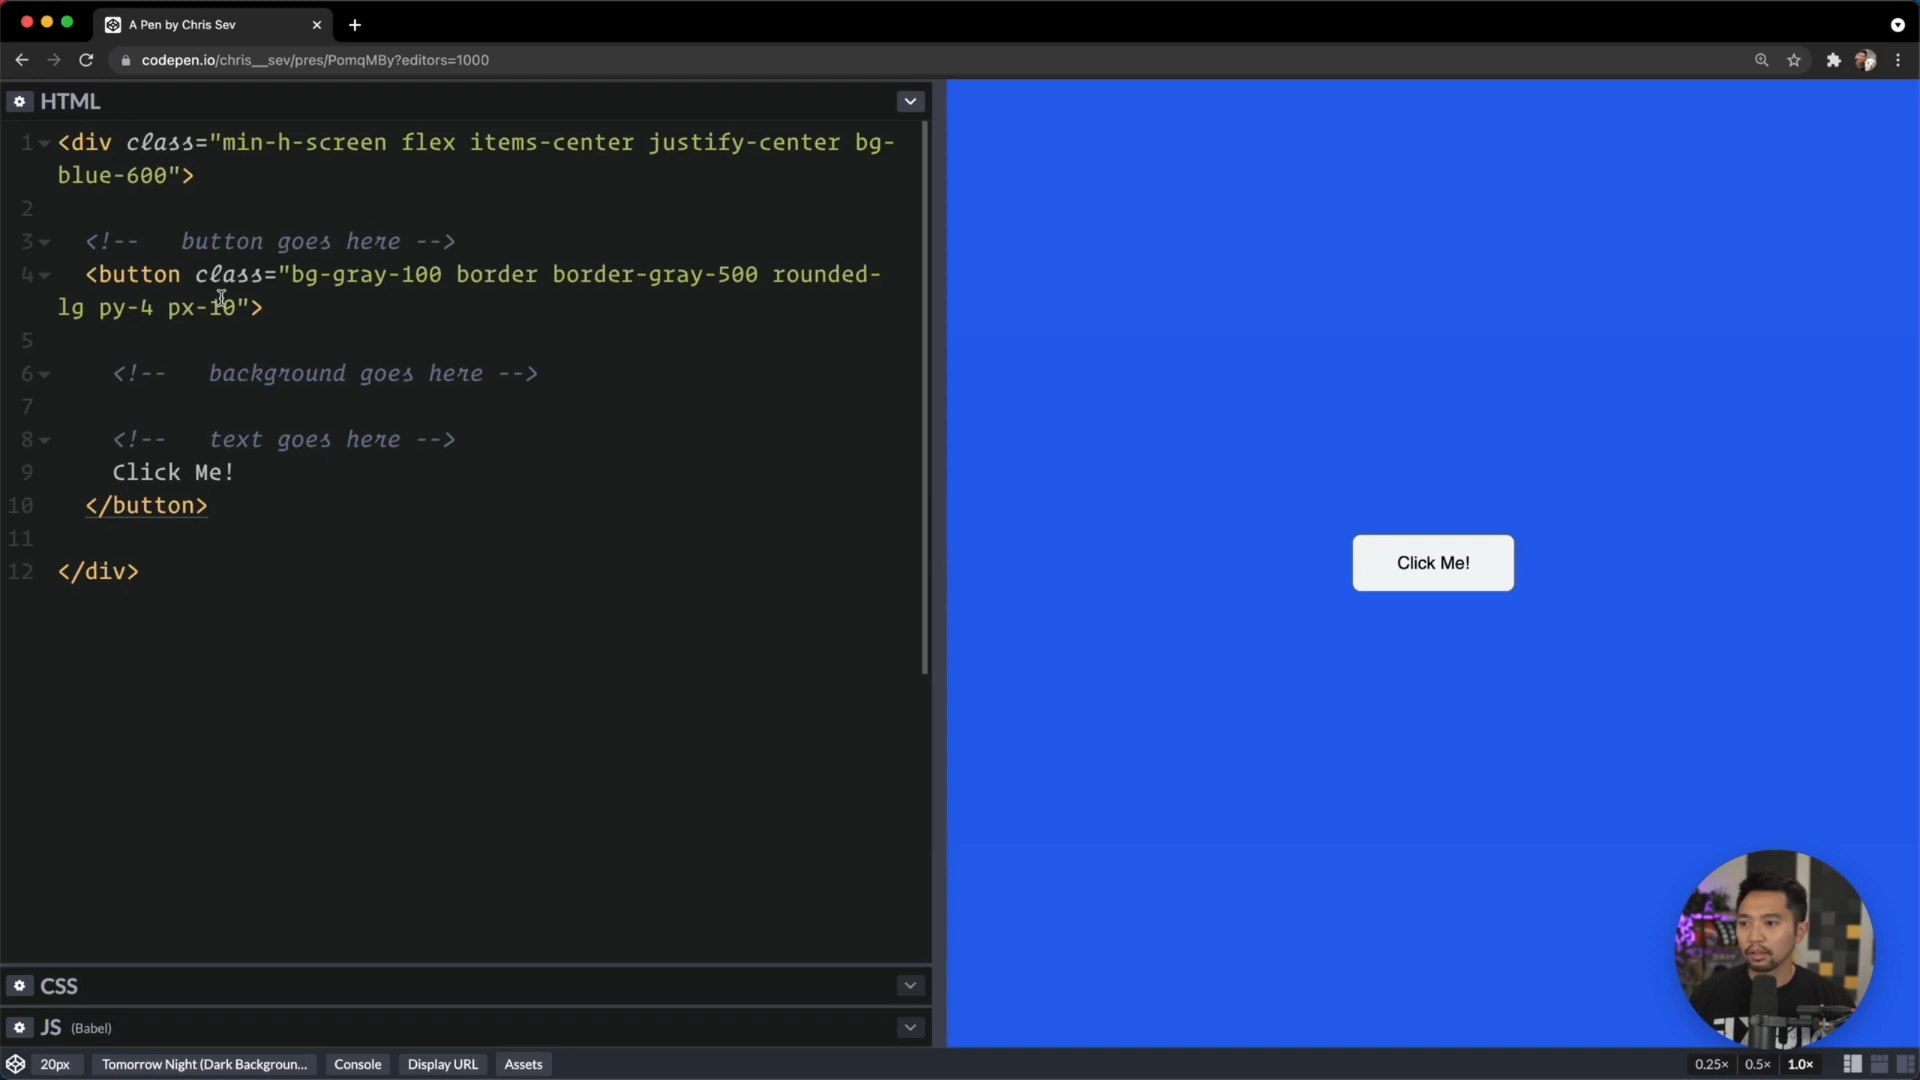 A Pen by Chris Sev
codepen.io/chris__sev/pres/PomqMBy?editors=1000
HTML
1 <div class="min-h-screen flex items-center justify-center bg-
blue-600">
2
3 <!--   button goes here -->
4 <button class="bg-gray-100 border border-gray-500 rounded-
lg py-4 px-10">
5
6 <!--   background goes here -->
7
8 <!--   text goes here -->
9 Click Me!
10 </button>
11
12 </div>
Click Me!
CSS
JS (Babel)
20px Tomorrow Night (Dark Backgroun... Console Display URL Assets 0.25× 0.5× 1.0×